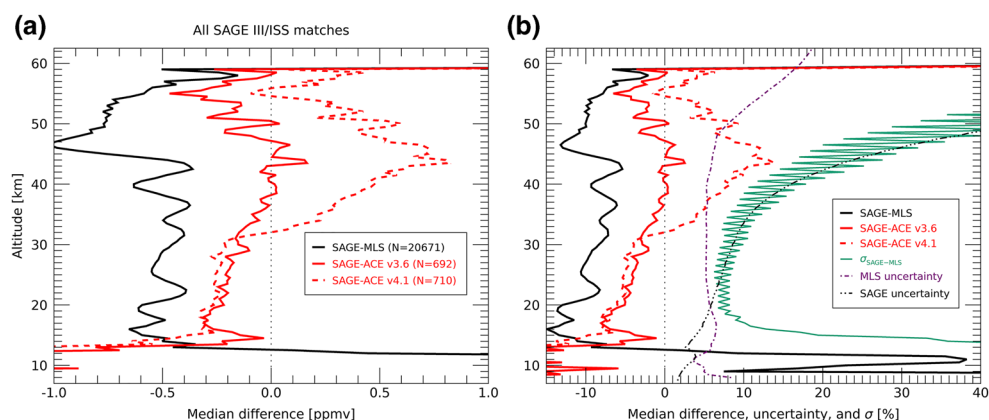 (a)
All SAGE III/ISS matches
60
50
40
30
20
10
Altitude [km]
SAGE-MLS (N=20671)
SAGE-ACE v3.6 (N=692)
SAGE-ACE v4.1 (N=710)
-1.0 -0.5 0.0 0.5 1.0
Median difference [ppmv]
(b)
60
50
40
30
20
10
SAGE-MLS
SAGE-ACE v3.6
SAGE-ACE v4.1
σSAGE−MLS
MLS uncertainty
SAGE uncertainty
-10 0 10 20 30 40
Median difference, uncertainty, and σ [%]